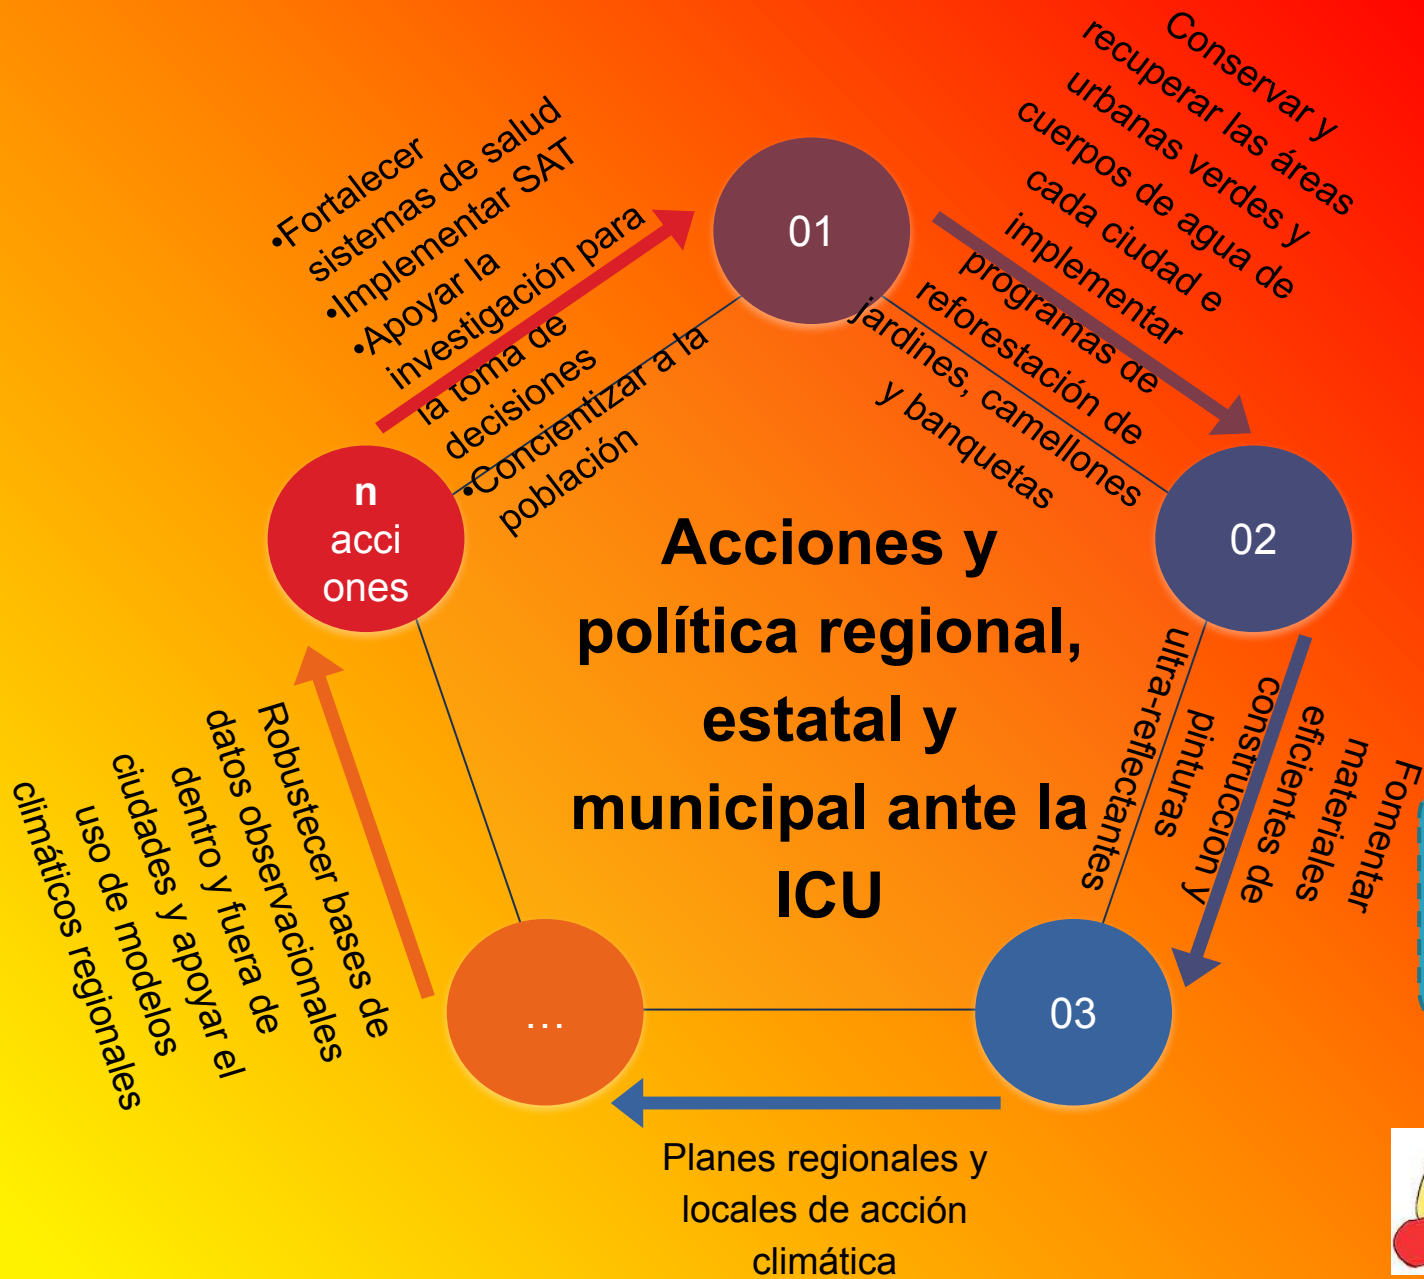 01
Conservar y
recuperar las áreas
urbanas verdes y
cuerpos de agua de
cada ciudad e
implementar
programas de
reforestación de
jardines, camellones
y banquetas
02
Fomentar
materiales
eficientes de
construccion y
pinturas
ultra-reflectantes
03
Planes regionales y
locales de acción
climática
…
Robustecer bases de
datos observacionales
dentro y fuera de
ciudades y apoyar el
uso de modelos
climáticos regionales
n
acci
ones
•Fortalecer
sistemas de salud
•Implementar SAT
•Apoyar la
investigación para
la toma de
decisiones
•Concientizar a la
población
Acciones y
política regional,
estatal y
municipal ante la
ICU